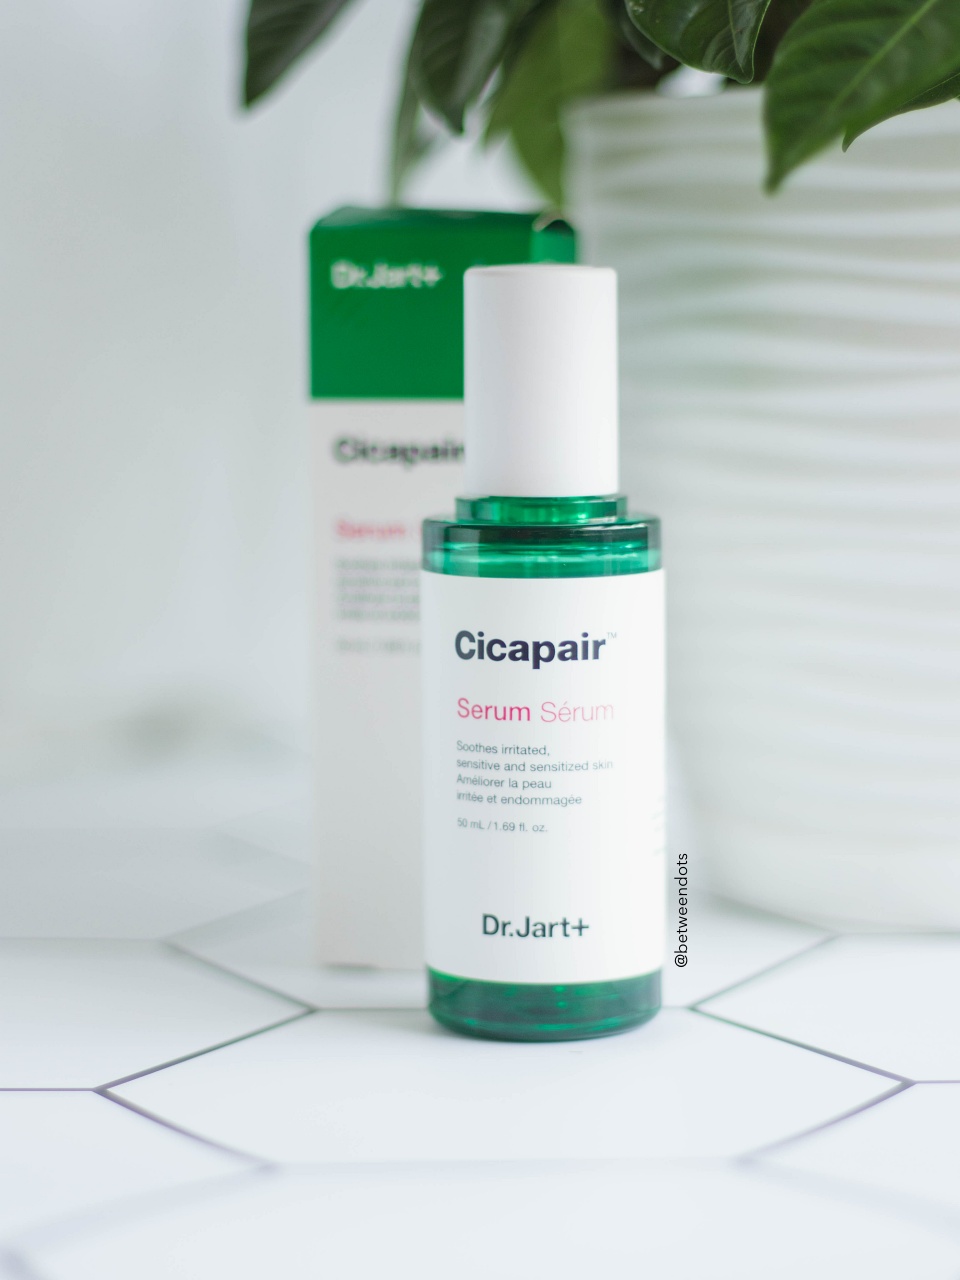 Dr.Jart+
Cicapair
Serum
Cicapair™
Serum Sérum
Soothes irritated,
sensitive and sensitized skin
Améliorer la peau
irritée et endommagée
50 mL / 1.69 fl. oz.
Dr.Jart+
@betweendots